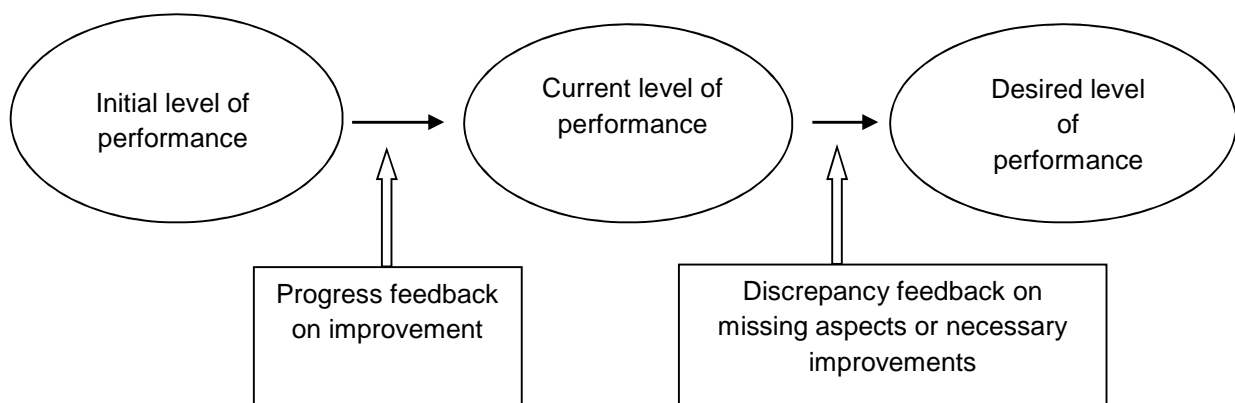 Initial level of
performance
Current level of
performance
Desired level
of
performance
Progress feedback
on improvement
Discrepancy feedback on
missing aspects or necessary
improvements